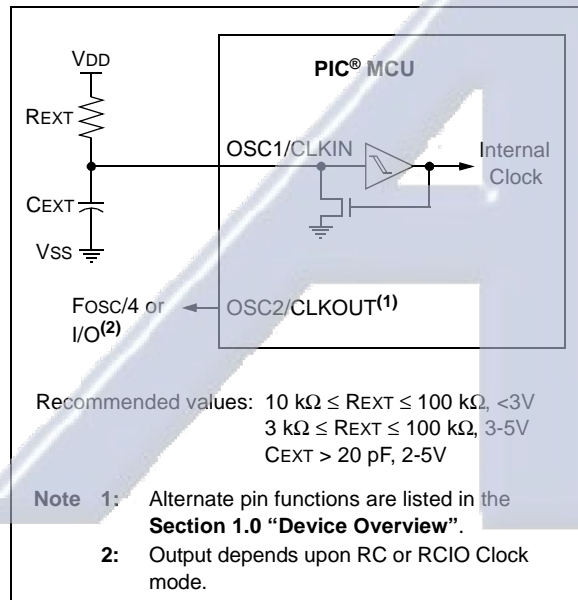 VDD
PIC® MCU
REXT
OSC1/CLKIN
Internal
Clock
CEXT
VSS
FOSC/4 or
I/O(2)
OSC2/CLKOUT(1)
Recommended values: 10 kΩ ≤ REXT ≤ 100 kΩ, <3V
3 kΩ ≤ REXT ≤ 100 kΩ, 3-5V
CEXT > 20 pF, 2-5V
Note 1: Alternate pin functions are listed in the
Section 1.0 “Device Overview”.
2: Output depends upon RC or RCIO Clock
mode.